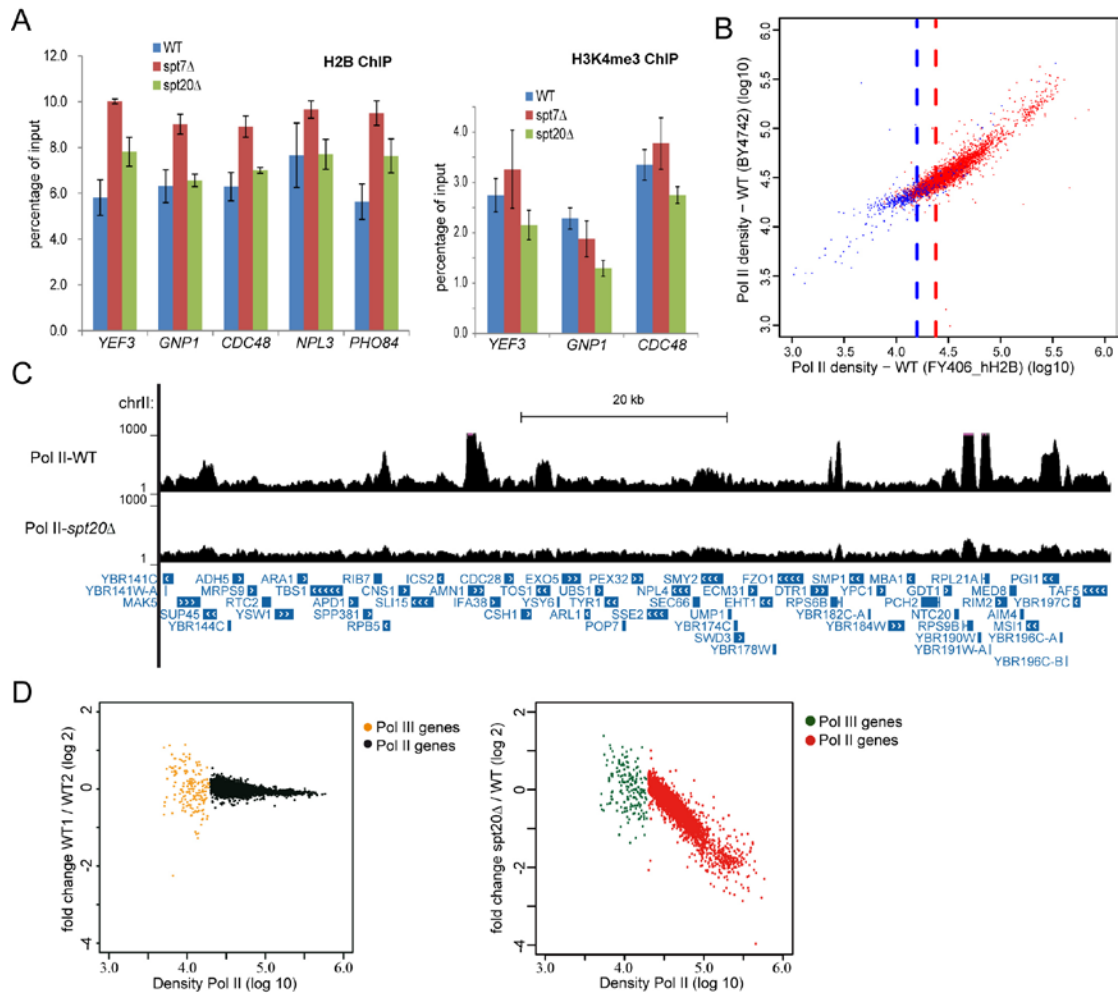 A
WT
spt7Δ
spt20Δ
H2B ChIP
percentage of input
12.0
10.0
8.0
6.0
4.0
2.0
0.0
YEF3 GNP1 CDC48 NPL3 PHO84
H3K4me3 ChIP
WT
spt7Δ
spt20Δ
percentage of input
4.0
3.0
2.0
1.0
0.0
YEF3 GNP1 CDC48
B
Pol II density – WT (BY4742) (log10)
6.0
5.5
5.0
4.5
4.0
3.5
3.0
3.0 3.5 4.0 4.5 5.0 5.5 6.0
Pol II density – WT (FY406_hH2B) (log10)
C
chrII:
20 kb
1000
Pol II-WT
1
1000
Pol II-spt20Δ
1
YBR141C ADH5 ARA1 RIB7 ICS2 CDC28 EXO5 PEX32 SMY2 FZO1 SMP1 MBA1 RPL21A PGI1
YBR141W-A MRPS9 TBS1 CNS1 AMN1 TOS1 UBS1 NPL4 ECM31 DTR1 YPC1 GDT1 MED8 TAF5
MAK5 RTC2 APD1 SLI15 IFA38 YSY6 TYR1 SEC66 EHT1 RPS6B PCH2 RIM2 YBR197C
SUP45 YSW1 SPP381 CSH1 ARL1 SSE2 UMP1 YBR182C-A NTC20 AIM4
YBR144C RPB5 POP7 YBR174C YBR184W RPS9B MSI1
SWD3 YBR190W YBR196C-A
YBR178W YBR191W-A
YBR196C-B
D
fold change WT1 / WT2 (log 2)
2
0
-2
-4
3.0 4.0 5.0 6.0
Density Pol II (log 10)
Pol III genes
Pol II genes
fold change spt20Δ / WT (log 2)
2
0
-2
-4
3.0 4.0 5.0 6.0
Density Pol II (log 10)
Pol III genes
Pol II genes